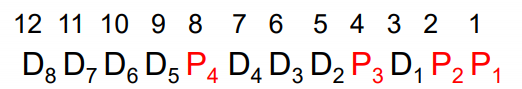 12 11 10 9 8 7 6 5 4 3 2 1
D₈ D₇ D₆ D₅ P₄ D₄ D₃ D₂ P₃ D₁ P₂ P₁